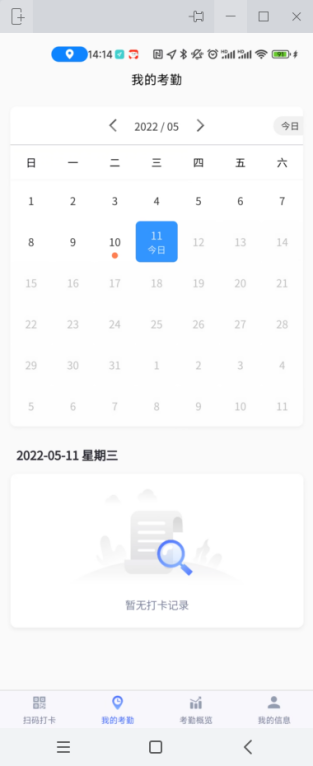 14:14
91
我的考勤
2022 / 05
今日
日 一 二 三 四 五 六
1 2 3 4 5 6 7
8 9 10 11 12 13 14
今日
15 16 17 18 19 20 21
22 23 24 25 26 27 28
29 30 31 1 2 3 4
5 6 7 8 9 10 11
2022-05-11 星期三
暂无打卡记录
扫码打卡 我的考勤 考勤概览 我的信息